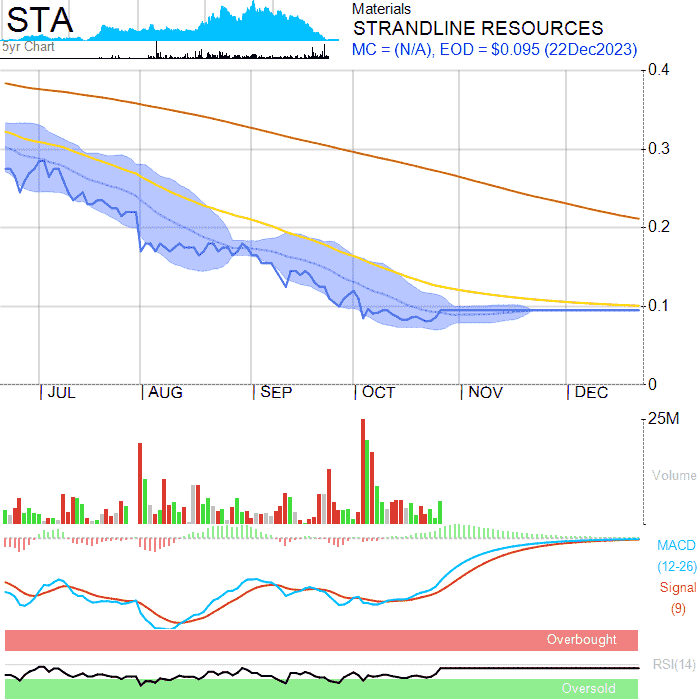 STA
5yr Chart
Materials
STRANDLINE RESOURCES
MC = (N/A), EOD = $0.095 (22Dec2023)
0.4
0.3
0.2
0.1
0
JUL AUG SEP OCT NOV DEC
25M
Volume
MACD
(12-26)
Signal
(9)
Overbought
RSI(14)
Oversold